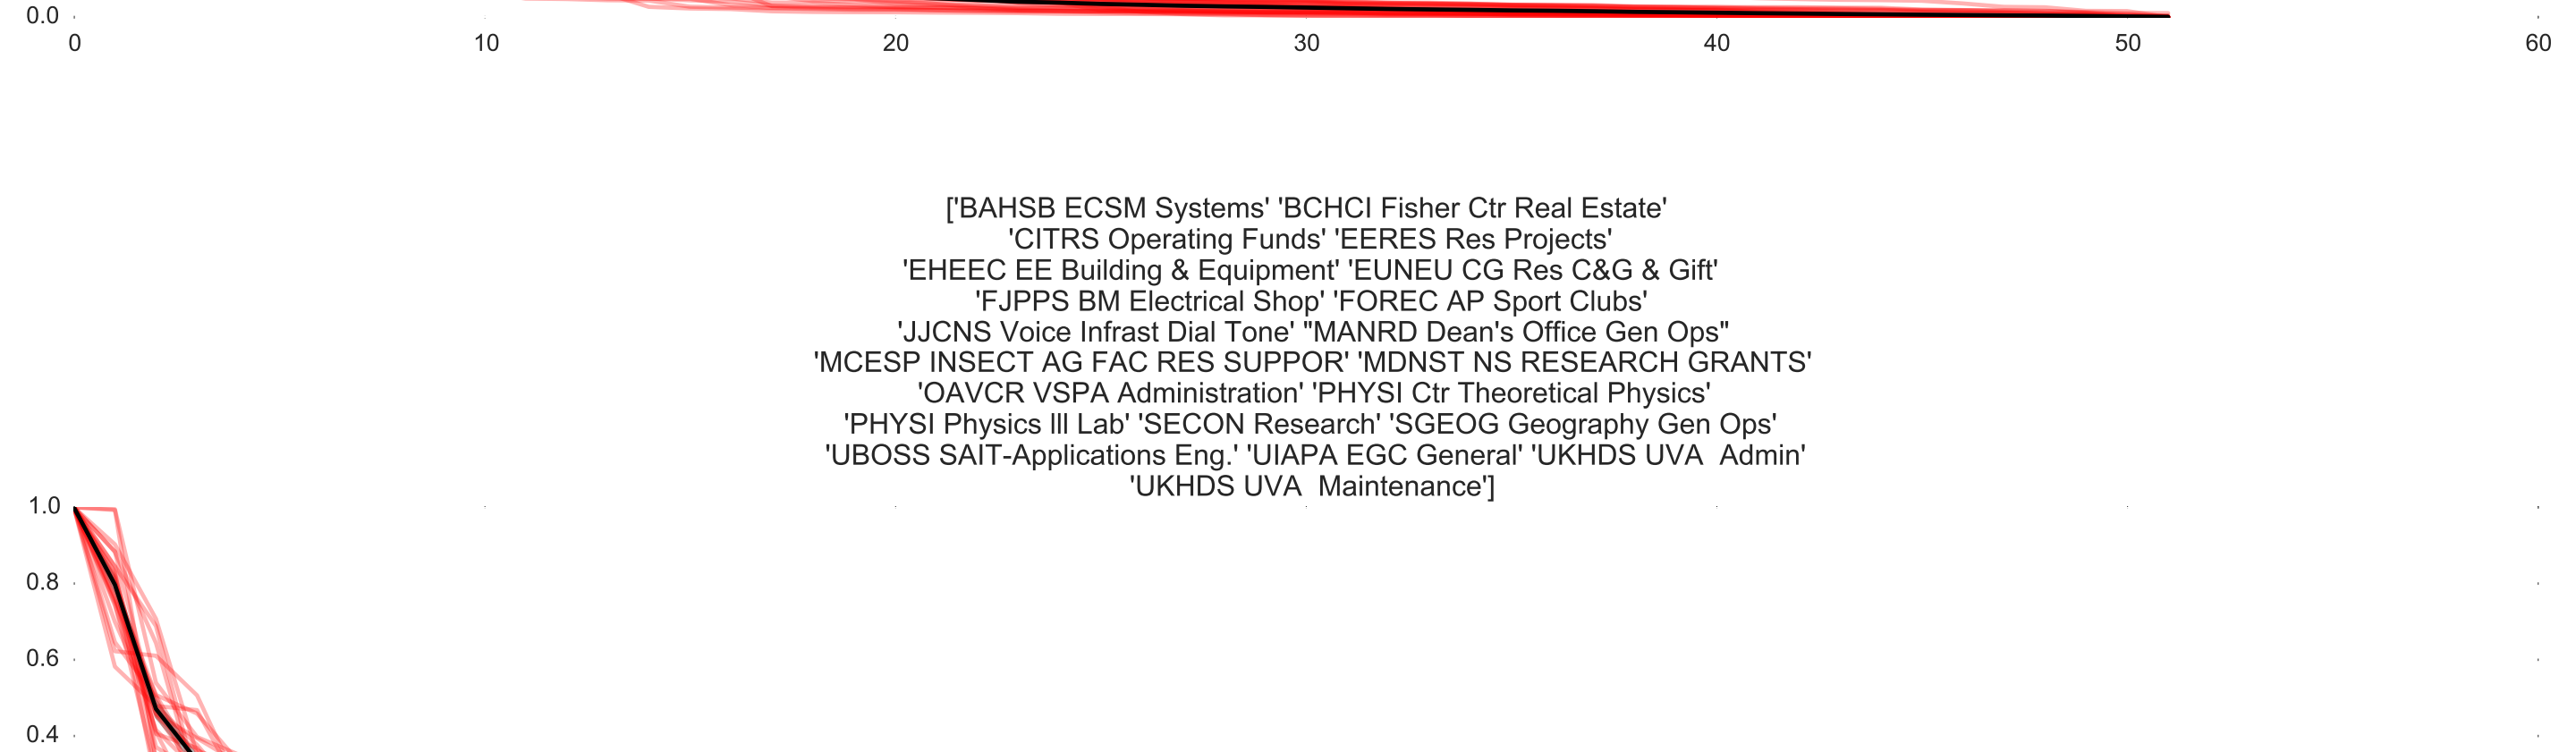 0.0
0 10 20 30 40 50 60
['BAHSB ECSM Systems' 'BCHCI Fisher Ctr Real Estate'
'CITRS Operating Funds' 'EERES Res Projects'
'EHEEC EE Building & Equipment' 'EUNEU CG Res C&G & Gift'
'FJPPS BM Electrical Shop' 'FOREC AP Sport Clubs'
'JJCNS Voice Infrast Dial Tone' "MANRD Dean's Office Gen Ops"
'MCESP INSECT AG FAC RES SUPPOR' 'MDNST NS RESEARCH GRANTS'
'OAVCR VSPA Administration' 'PHYSI Ctr Theoretical Physics'
'PHYSI Physics lll Lab' 'SECON Research' 'SGEOG Geography Gen Ops'
'UBOSS SAIT-Applications Eng.' 'UIAPA EGC General' 'UKHDS UVA  Admin'
'UKHDS UVA  Maintenance']
1.0
0.8
0.6
0.4